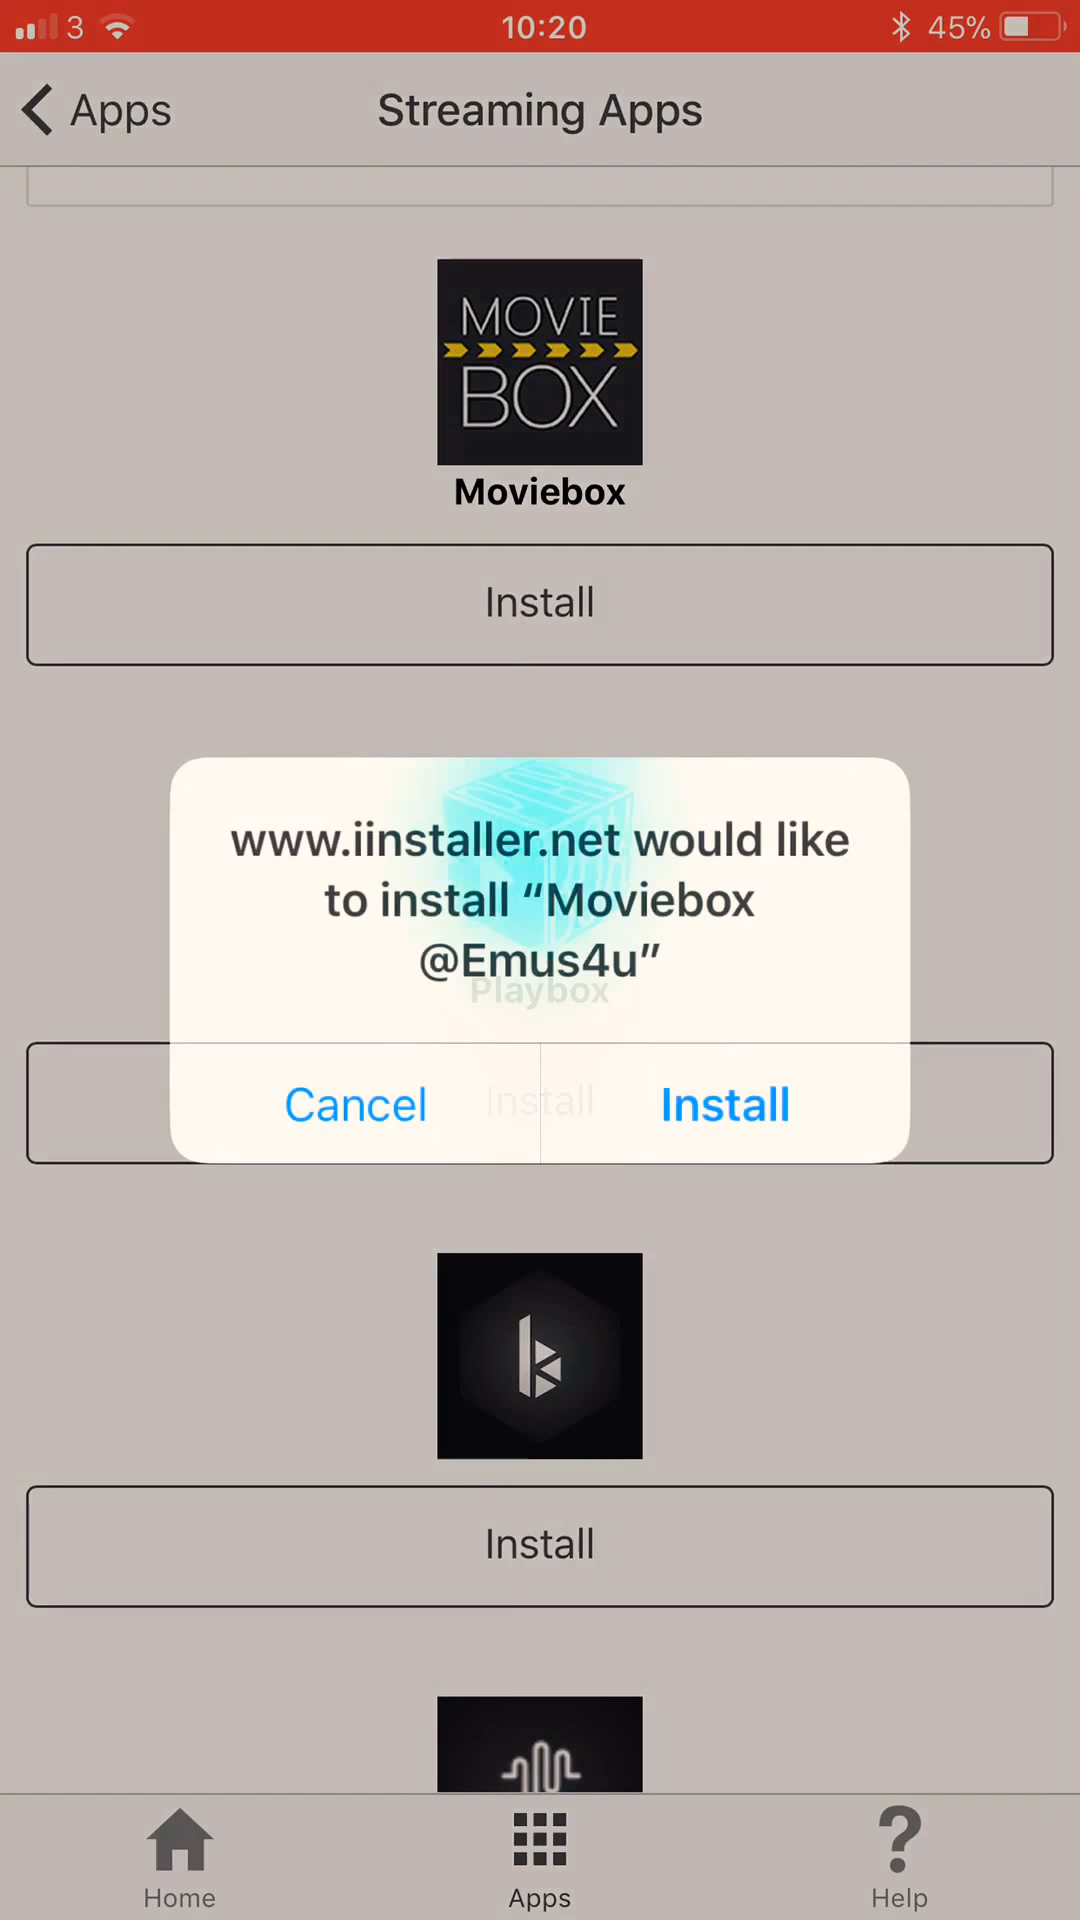 3 10:20 45%
Apps Streaming Apps
MOVIE
BOX
Moviebox
Install
www.iinstaller.net would like
to install “Moviebox
@Emus4u”
Playbox
Cancel Install Install
Install
Home Apps Help